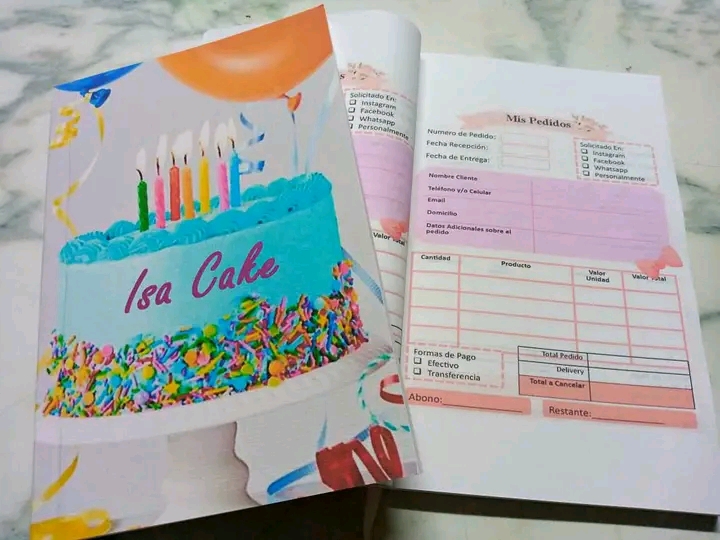 Isa Cake
Solicitado En:
Instagram
Facebook
Whatsapp
Personalmente
Valor Total
Mis Pedidos
Numero de Pedido:
Fecha Recepción:
Fecha de Entrega:
Solicitado En:
Instagram
Facebook
Whatsapp
Personalmente
Nombre Cliente
Teléfono y/o Celular
Email
Domicilio
Datos Adicionales sobre el
pedido
Cantidad Producto Valor Unidad Valor Total
Formas de Pago
Efectivo
Transferencia
Total Pedido
Delivery
Total a Cancelar
Abono:
Restante: